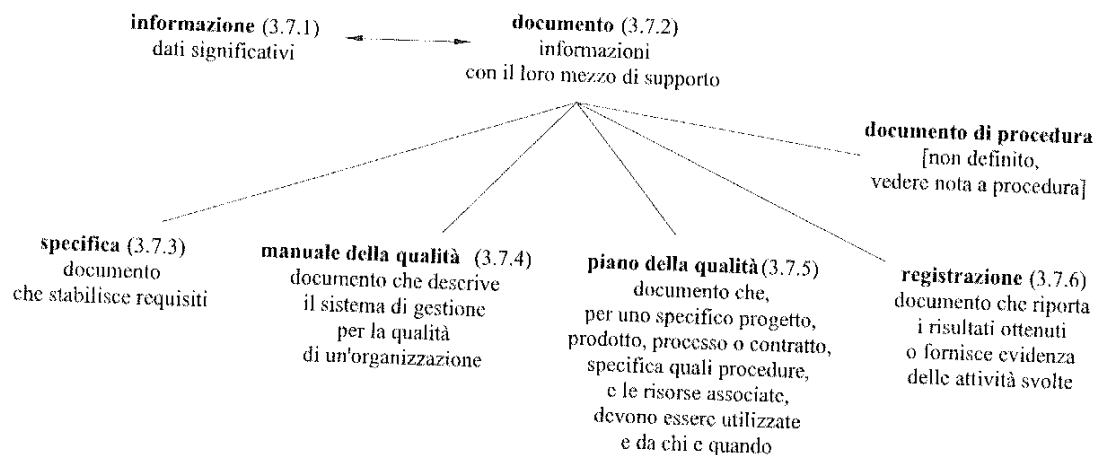 informazione (3.7.1)
dati significativi
documento (3.7.2)
informazioni
con il loro mezzo di supporto
documento di procedura
[non definito,
vedere nota a procedura]
specifica (3.7.3)
documento
che stabilisce requisiti
manuale della qualità (3.7.4)
documento che descrive
il sistema di gestione
per la qualità
di un'organizzazione
piano della qualità (3.7.5)
documento che,
per uno specifico progetto,
prodotto, processo o contratto,
specifica quali procedure,
e le risorse associate,
devono essere utilizzate
e da chi e quando
registrazione (3.7.6)
documento che riporta
i risultati ottenuti
o fornisce evidenza
delle attività svolte